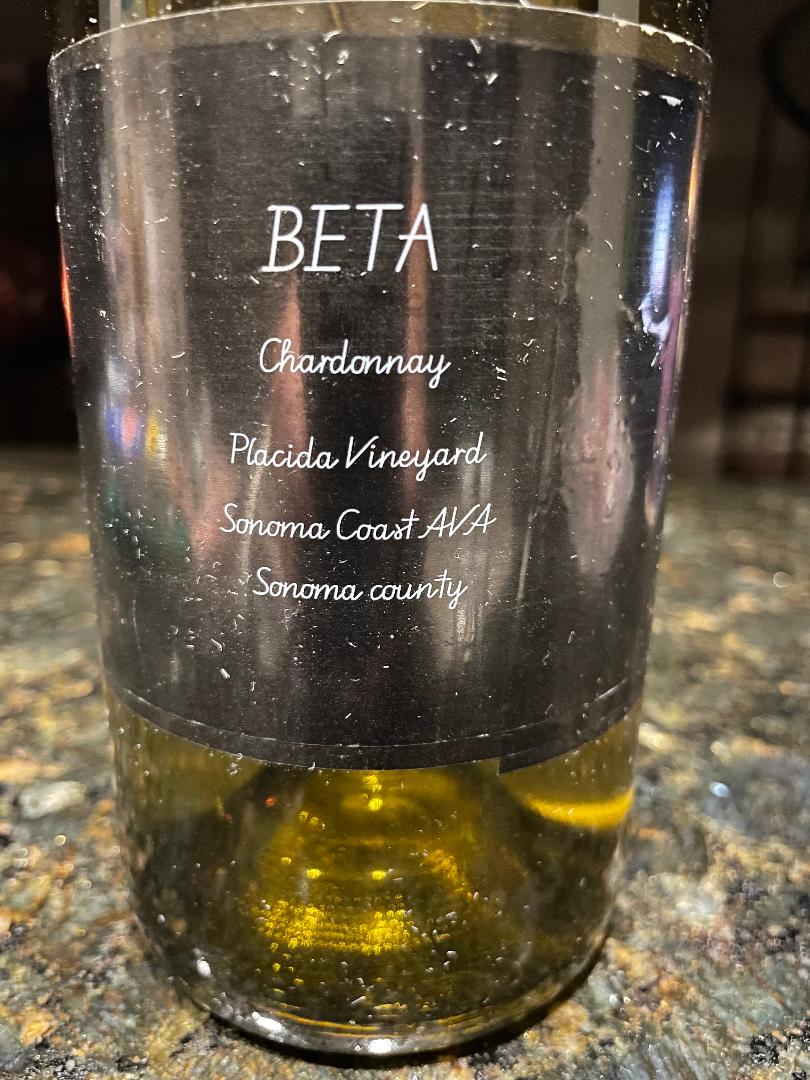 BETA
Chardonnay
Placida Vineyard
Sonoma Coast AVA
Sonoma county